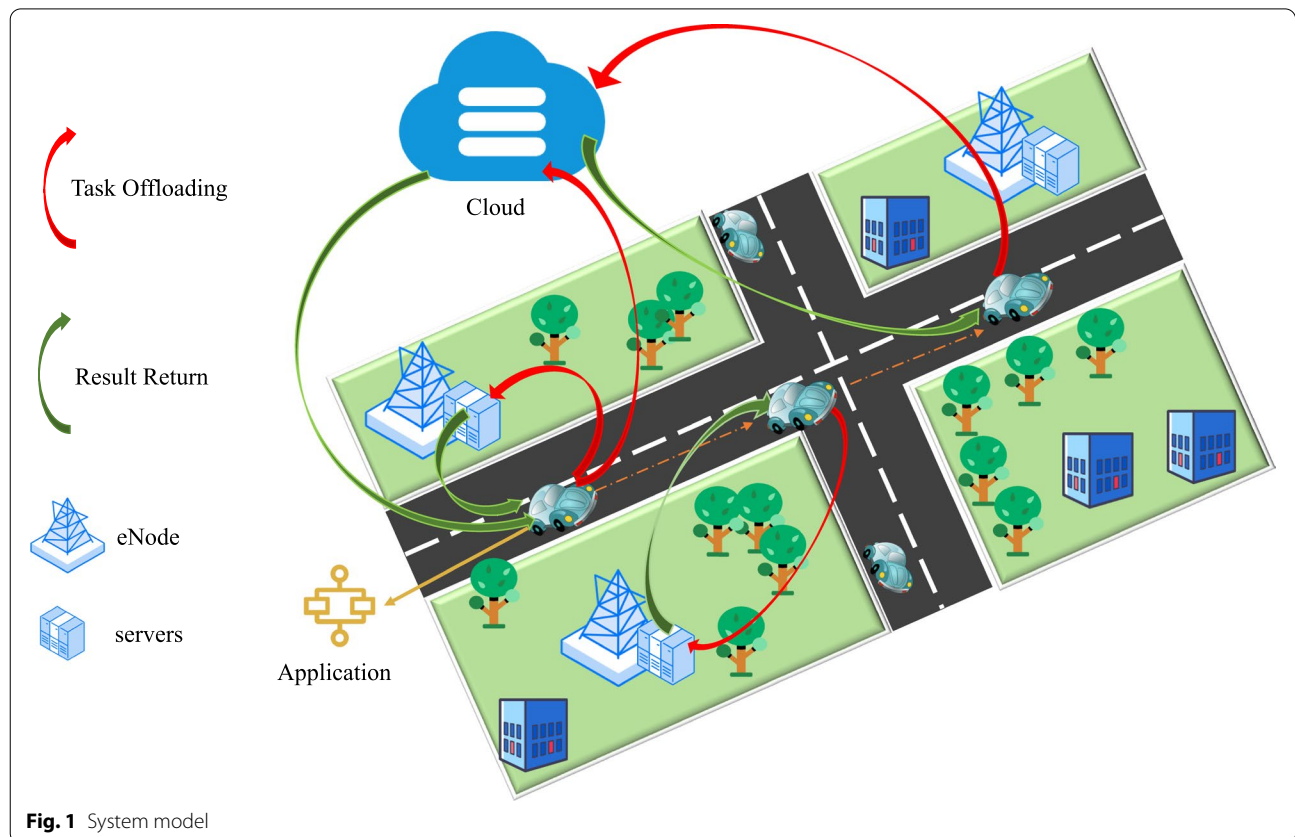 Cloud
Task Offloading
Result Return
eNode
servers
Application
Fig. 1 System model